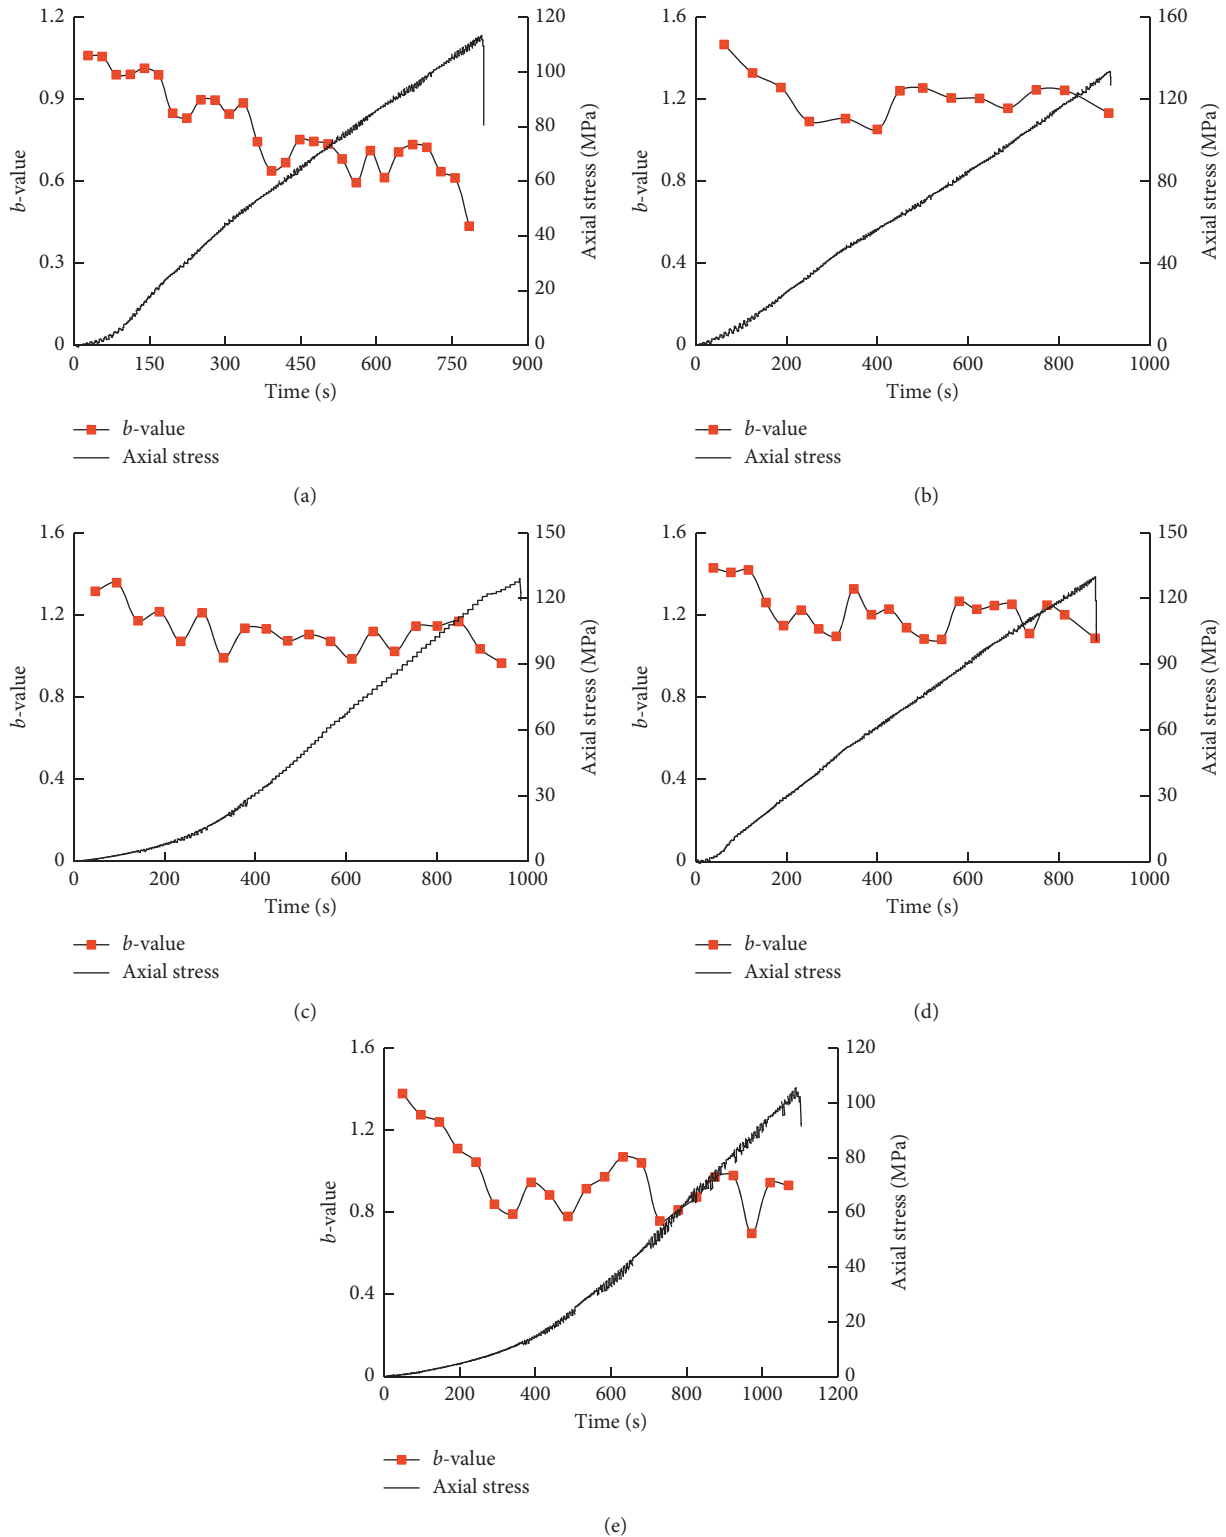 1.2 120 1.6 160
0.9 100 1.2 120
80
0.6 60 0.8 80
40
0.3 20 0.4 40
0 0 0 0
0 150 300 450 600 750 900 0 200 400 600 800 1000
b-value Axial stress (MPa) b-value Axial stress (MPa)
Time (s) Time (s)
b-value b-value
Axial stress Axial stress
(a) (b)
1.6 150 1.6 150
1.2 120 1.2 120
90 90
0.8 60 0.8 60
0.4 30 0.4 30
0 0 0 0
0 200 400 600 800 1000 0 200 400 600 800 1000
b-value Axial stress (MPa) b-value Axial stress (MPa)
Time (s) Time (s)
b-value b-value
Axial stress Axial stress
(c) (d)
1.6 120
1.2 100
80
0.8 60
40
0.4 20
0 0
0 200 400 600 800 1000 1200
b-value Axial stress (MPa)
Time (s)
b-value
Axial stress
(e)